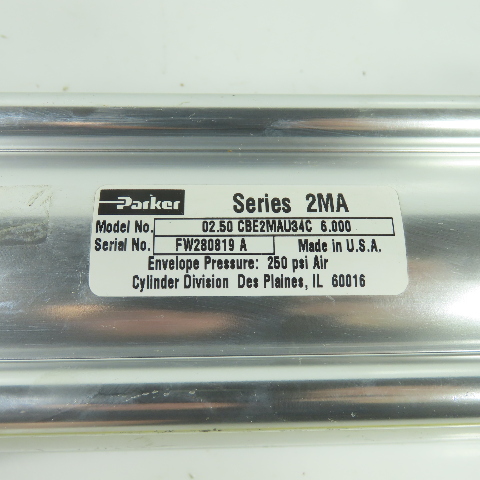 Parker Series 2MA
Model No. 02.50 CBE2MAU34C 6.000
Serial No. FW280819 A Made in U.S.A.
Envelope Pressure: 250 psi Air
Cylinder Division Des Plaines, IL 60016